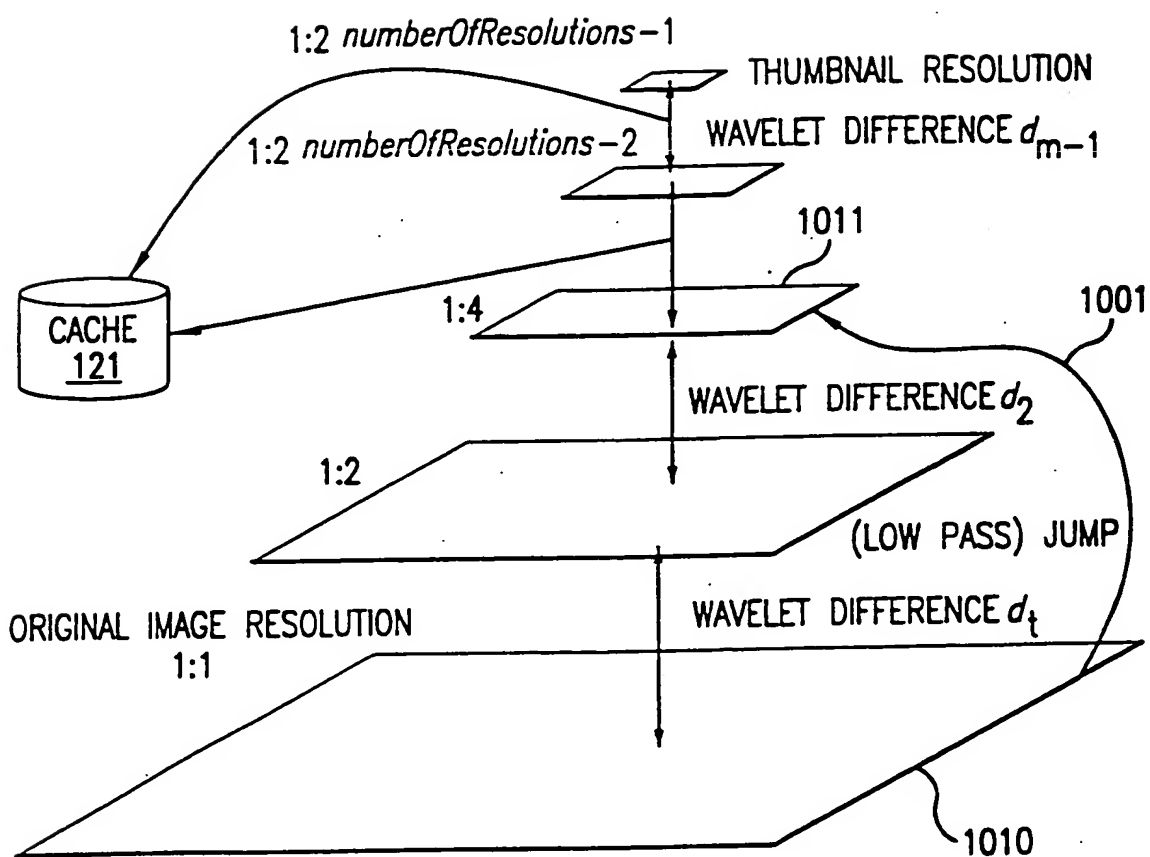 1:2 numberOfResolutions-1
THUMBNAIL RESOLUTION
1:2 numberOfResolutions-2
WAVELET DIFFERENCE dm-1
1011
1:4
1001
CACHE
121
WAVELET DIFFERENCE d2
1:2
(LOW PASS) JUMP
WAVELET DIFFERENCE dt
ORIGINAL IMAGE RESOLUTION
1:1
1010